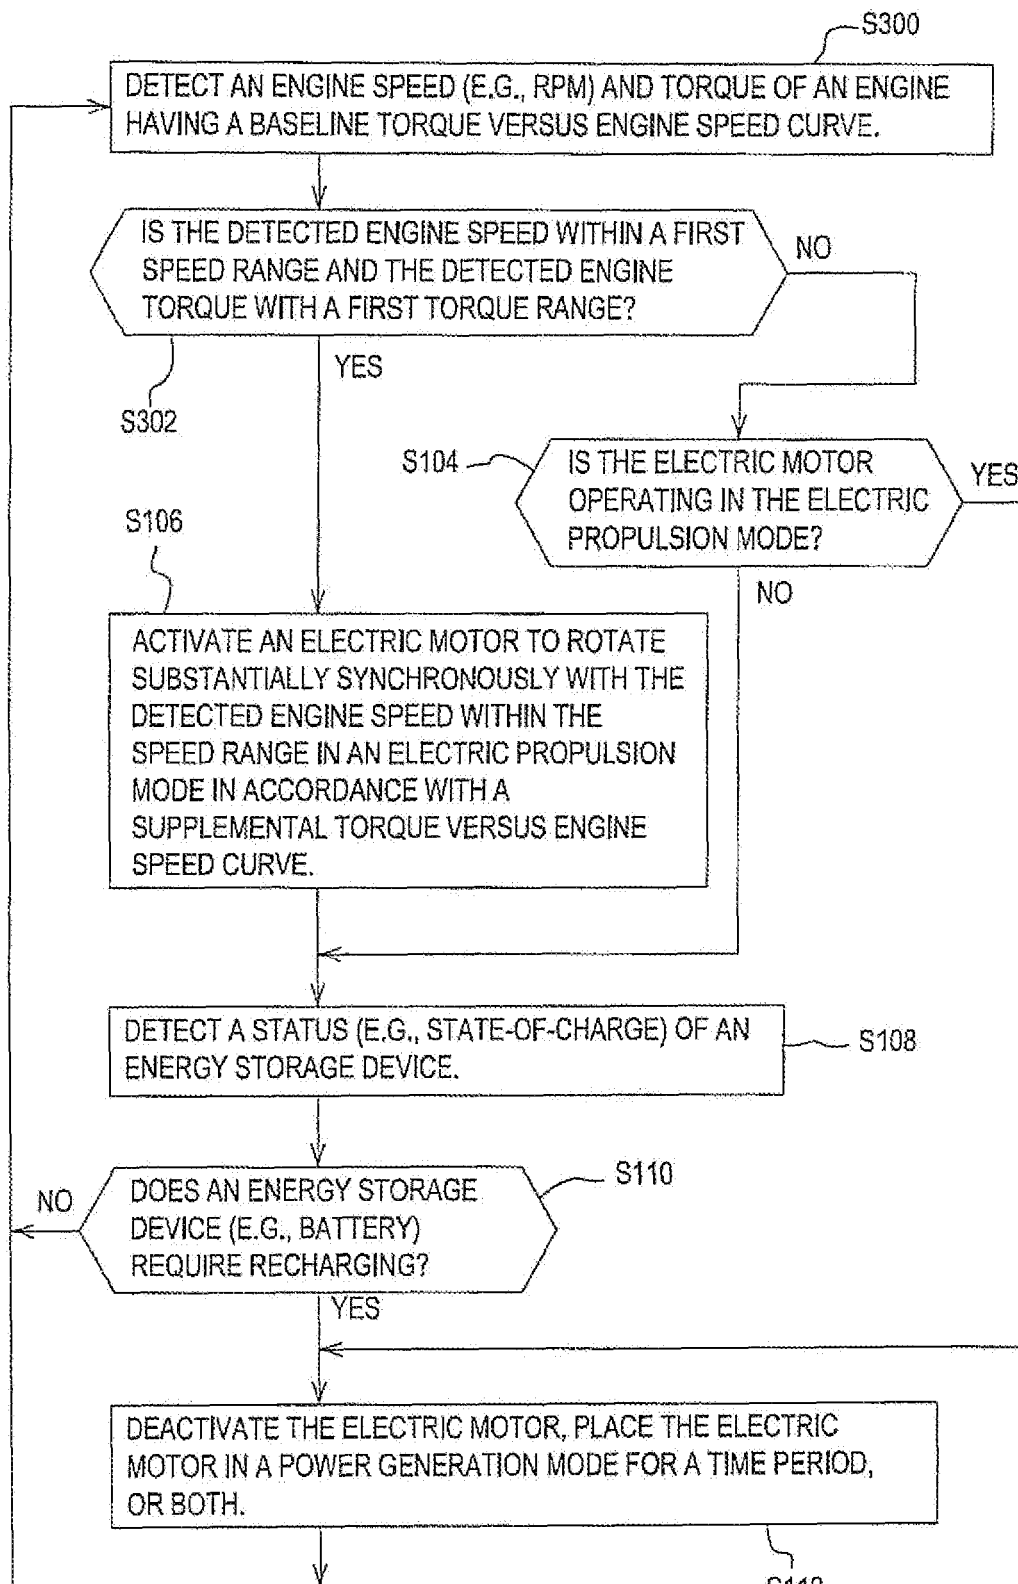 S300
DETECT AN ENGINE SPEED (E.G., RPM) AND TORQUE OF AN ENGINE
HAVING A BASELINE TORQUE VERSUS ENGINE SPEED CURVE.
IS THE DETECTED ENGINE SPEED WITHIN A FIRST
SPEED RANGE AND THE DETECTED ENGINE
TORQUE WITH A FIRST TORQUE RANGE?
NO
YES
S302
S104
IS THE ELECTRIC MOTOR
OPERATING IN THE ELECTRIC
PROPULSION MODE?
YES
NO
S106
ACTIVATE AN ELECTRIC MOTOR TO ROTATE
SUBSTANTIALLY SYNCHRONOUSLY WITH THE
DETECTED ENGINE SPEED WITHIN THE
SPEED RANGE IN AN ELECTRIC PROPULSION
MODE IN ACCORDANCE WITH A
SUPPLEMENTAL TORQUE VERSUS ENGINE
SPEED CURVE.
DETECT A STATUS (E.G., STATE-OF-CHARGE) OF AN
ENERGY STORAGE DEVICE.
S108
S110
NO
DOES AN ENERGY STORAGE
DEVICE (E.G., BATTERY)
REQUIRE RECHARGING?
YES
DEACTIVATE THE ELECTRIC MOTOR, PLACE THE ELECTRIC
MOTOR IN A POWER GENERATION MODE FOR A TIME PERIOD,
OR BOTH.